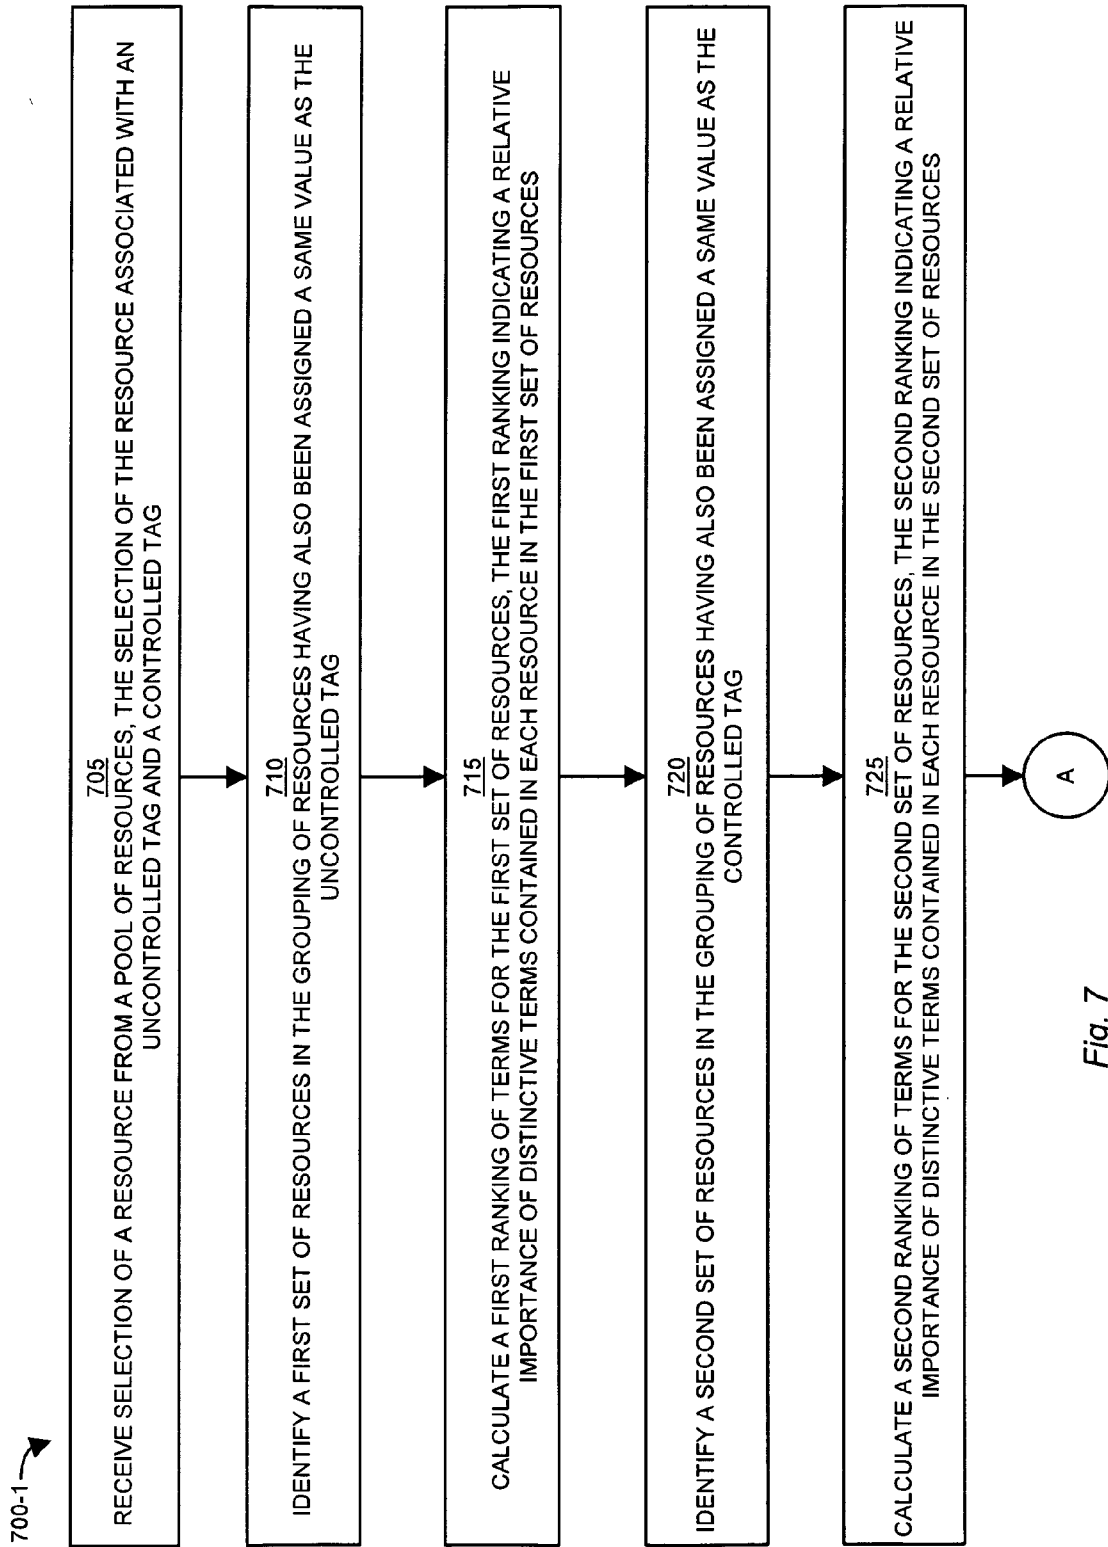 700-1
705
RECEIVE SELECTION OF A RESOURCE FROM A POOL OF RESOURCES, THE SELECTION OF THE RESOURCE ASSOCIATED WITH AN
UNCONTROLLED TAG AND A CONTROLLED TAG
710
IDENTIFY A FIRST SET OF RESOURCES IN THE GROUPING OF RESOURCES HAVING ALSO BEEN ASSIGNED A SAME VALUE AS THE
UNCONTROLLED TAG
715
CALCULATE A FIRST RANKING OF TERMS FOR THE FIRST SET OF RESOURCES, THE FIRST RANKING INDICATING A RELATIVE
IMPORTANCE OF DISTINCTIVE TERMS CONTAINED IN EACH RESOURCE IN THE FIRST SET OF RESOURCES
720
IDENTIFY A SECOND SET OF RESOURCES IN THE GROUPING OF RESOURCES HAVING ALSO BEEN ASSIGNED A SAME VALUE AS THE
CONTROLLED TAG
725
CALCULATE A SECOND RANKING OF TERMS FOR THE SECOND SET OF RESOURCES, THE SECOND RANKING INDICATING A RELATIVE
IMPORTANCE OF DISTINCTIVE TERMS CONTAINED IN EACH RESOURCE IN THE SECOND SET OF RESOURCES
A
Fig. 7